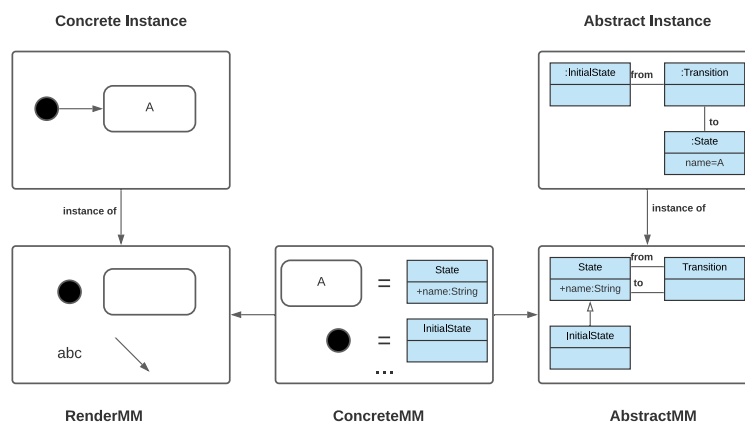 Concrete Instance
Abstract Instance
A
:InitialState
from
:Transition
to
:State
name=A
instance of
instance of
abc
A
=
State
+name:String
=
InitialState
...
State
+name:String
from
to
Transition
InitialState
RenderMM
ConcreteMM
AbstractMM